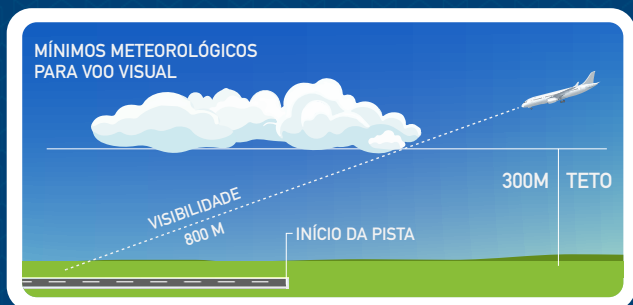 MÍNIMOS METEOROLÓGICOS
PARA VOO VISUAL
300M TETO
VISIBILIDADE
800 M
INÍCIO DA PISTA